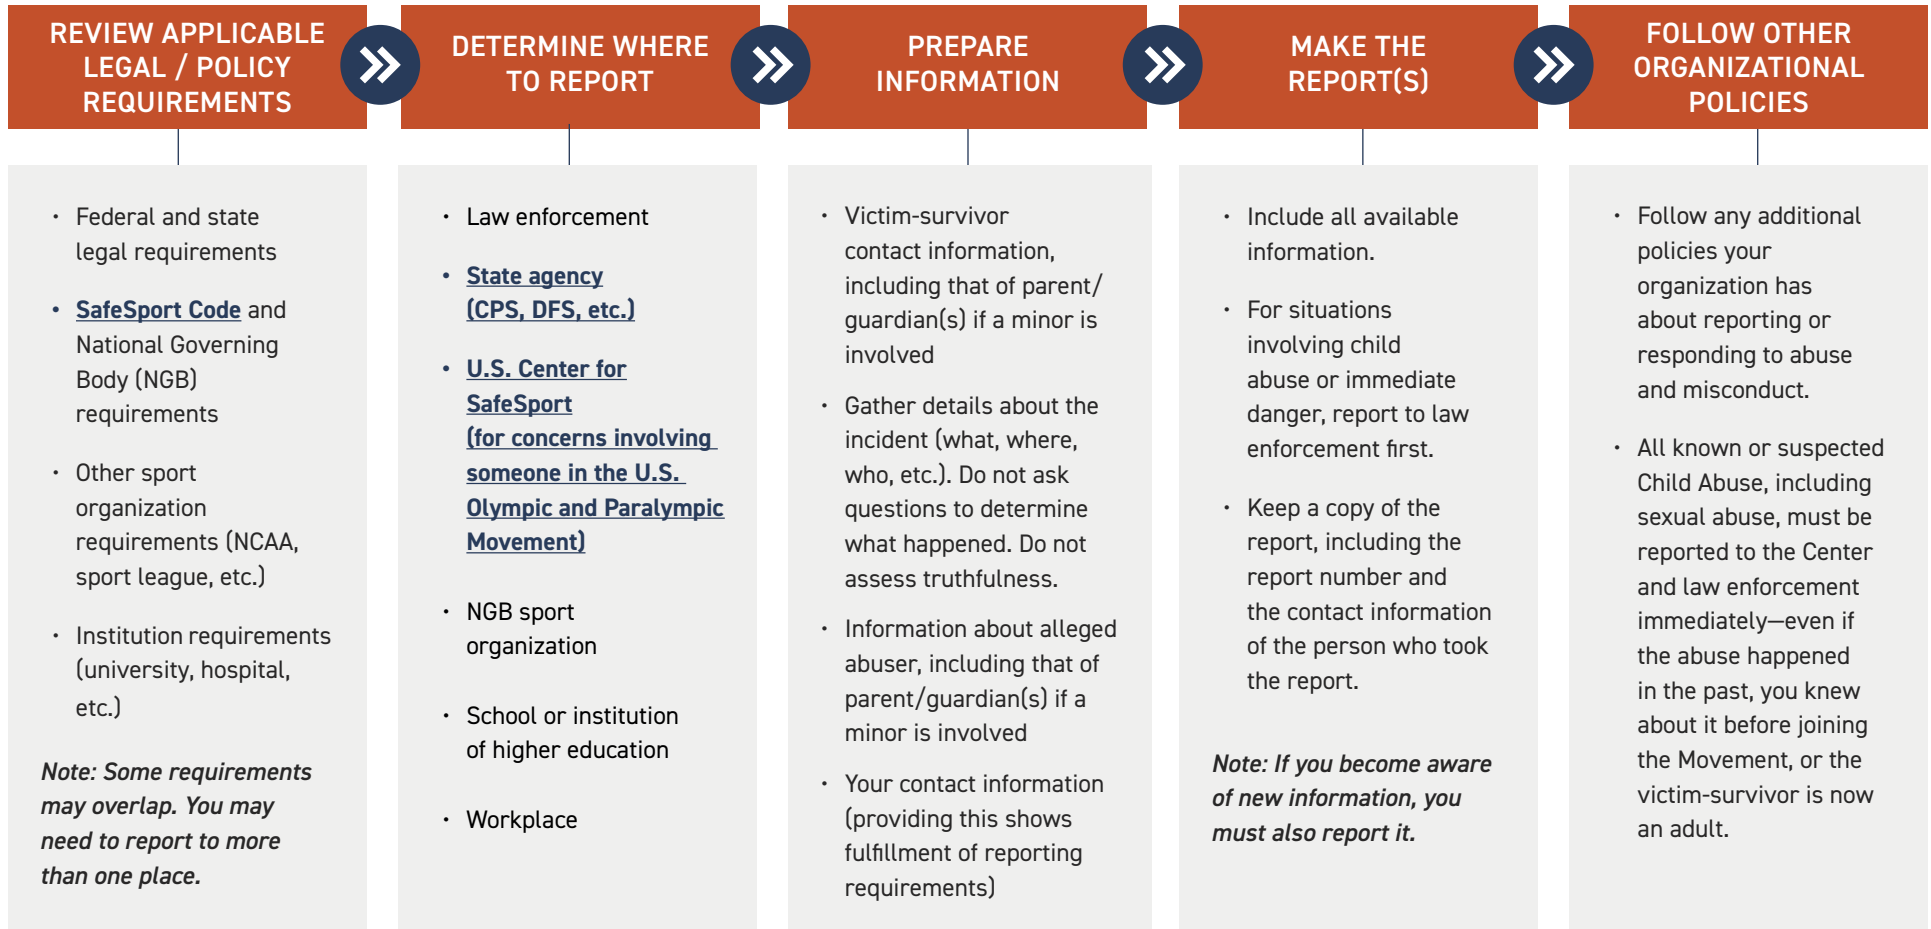 REVIEW APPLICABLE
LEGAL / POLICY
REQUIREMENTS
• Federal and state
legal requirements
• SafeSport Code and
National Governing
Body (NGB)
requirements
• Other sport
organization
requirements (NCAA,
sport league, etc.)
• Institution requirements
(university, hospital,
etc.)
Note: Some requirements
may overlap. You may
need to report to more
than one place.
DETERMINE WHERE
TO REPORT
• Law enforcement
• State agency
(CPS, DFS, etc.)
• U.S. Center for
SafeSport
(for concerns involving
someone in the U.S.
Olympic and Paralympic
Movement)
• NGB sport
organization
• School or institution
of higher education
• Workplace
PREPARE
INFORMATION
• Victim-survivor
contact information,
including that of parent/
guardian(s) if a minor is
involved
• Gather details about the
incident (what, where,
who, etc.). Do not ask
questions to determine
what happened. Do not
assess truthfulness.
• Information about alleged
abuser, including that of
parent/guardian(s) if a
minor is involved
• Your contact information
(providing this shows
fulfillment of reporting
requirements)
MAKE THE
REPORT(S)
• Include all available
information.
• For situations
involving child
abuse or immediate
danger, report to law
enforcement first.
• Keep a copy of the
report, including the
report number and
the contact information
of the person who took
the report.
Note: If you become aware
of new information, you
must also report it.
FOLLOW OTHER
ORGANIZATIONAL
POLICIES
• Follow any additional
policies your
organization has
about reporting or
responding to abuse
and misconduct.
• All known or suspected
Child Abuse, including
sexual abuse, must be
reported to the Center
and law enforcement
immediately—even if
the abuse happened
in the past, you knew
about it before joining
the Movement, or the
victim-survivor is now
an adult.